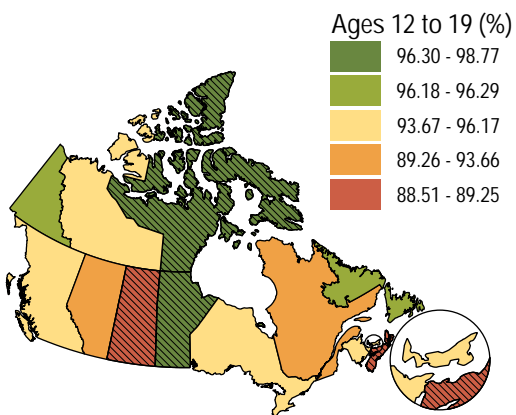 Ages 12 to 19 (%)
96.30 - 98.77
96.18 - 96.29
93.67 - 96.17
89.26 - 93.66
88.51 - 89.25